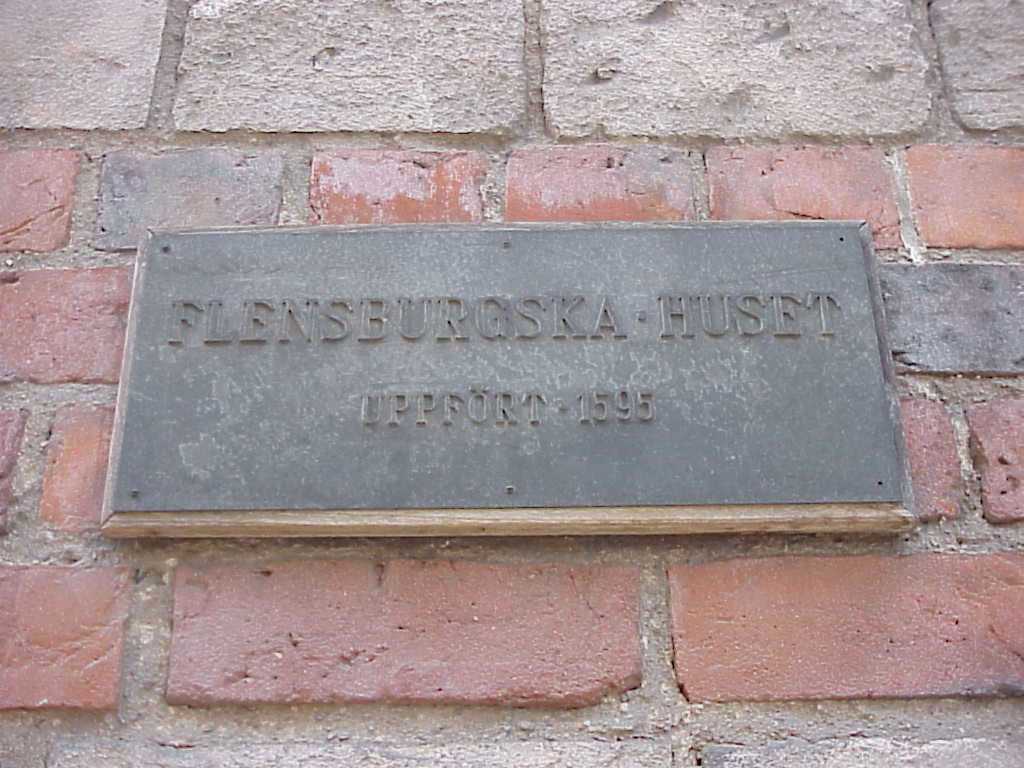 FLENSBURGSKA · HUSET
UPPFÖRT · 1595